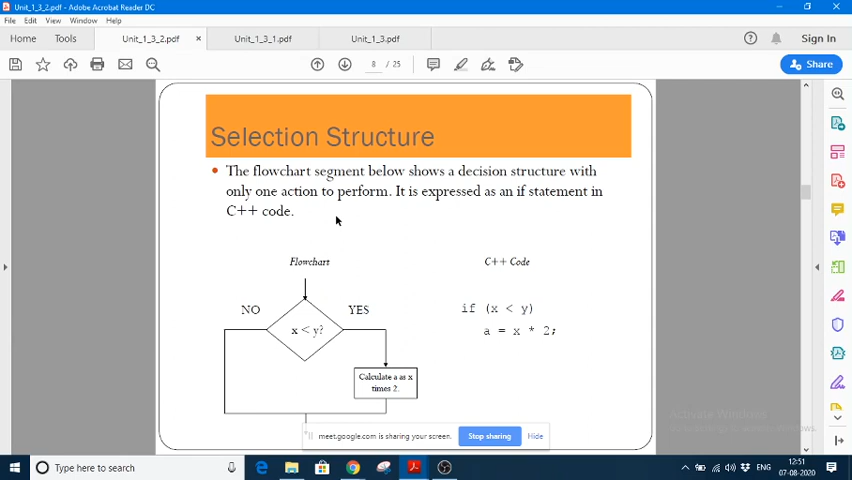 Unit_1_3_2.pdf - Adobe Acrobat Reader DC
File Edit View Window Help
Home Tools Unit_1_3_2.pdf × Unit_1_3_1.pdf Unit_1_3.pdf Sign In
8 / 25 Share
Selection Structure
• The flowchart segment below shows a decision structure with
only one action to perform. It is expressed as an if statement in
C++ code.
Flowchart
C++ Code
NO
YES
x < y?
Calculate a as x
times 2.
if (x < y)
a = x * 2;
Activate Windows
meet.google.com is sharing your screen. Stop sharing Hide
Type here to search
ENG
12:51
07-08-2020